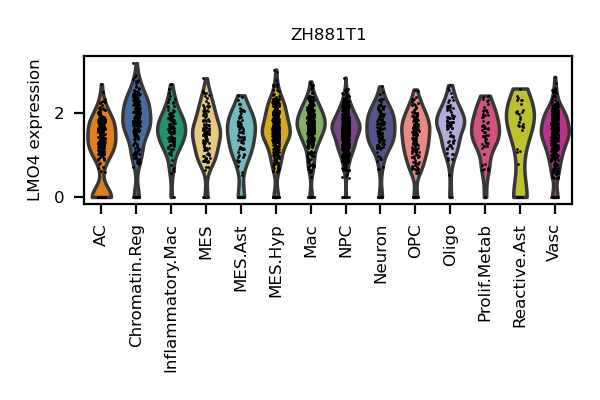 ZH881T1
LMO4 expression
2
0
AC
Chromatin.Reg
Inflammatory.Mac
MES
MES.Ast
MES.Hyp
Mac
NPC
Neuron
OPC
Oligo
Prolif.Metab
Reactive.Ast
Vasc